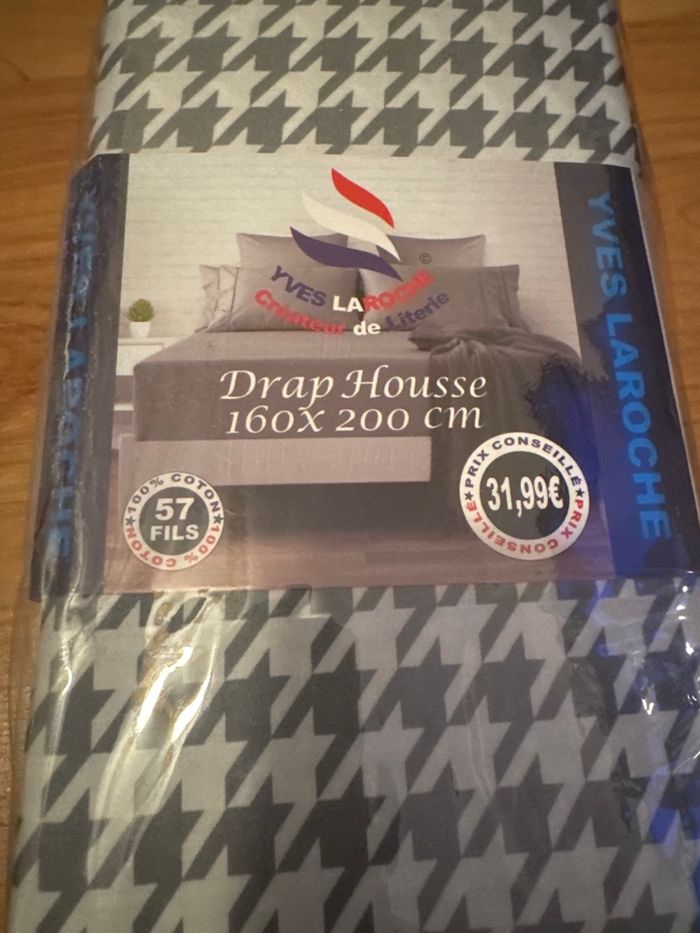 YVES LAROCHE
©
YVES LAROCHE
Créateur de Literie
YVES LAROCHE
Drap Housse
160x 200 cm
100% COTON
57
FILS
100% COTON
PRIX CONSEILLÉ
31,99€
PRIX CONSEILLÉ